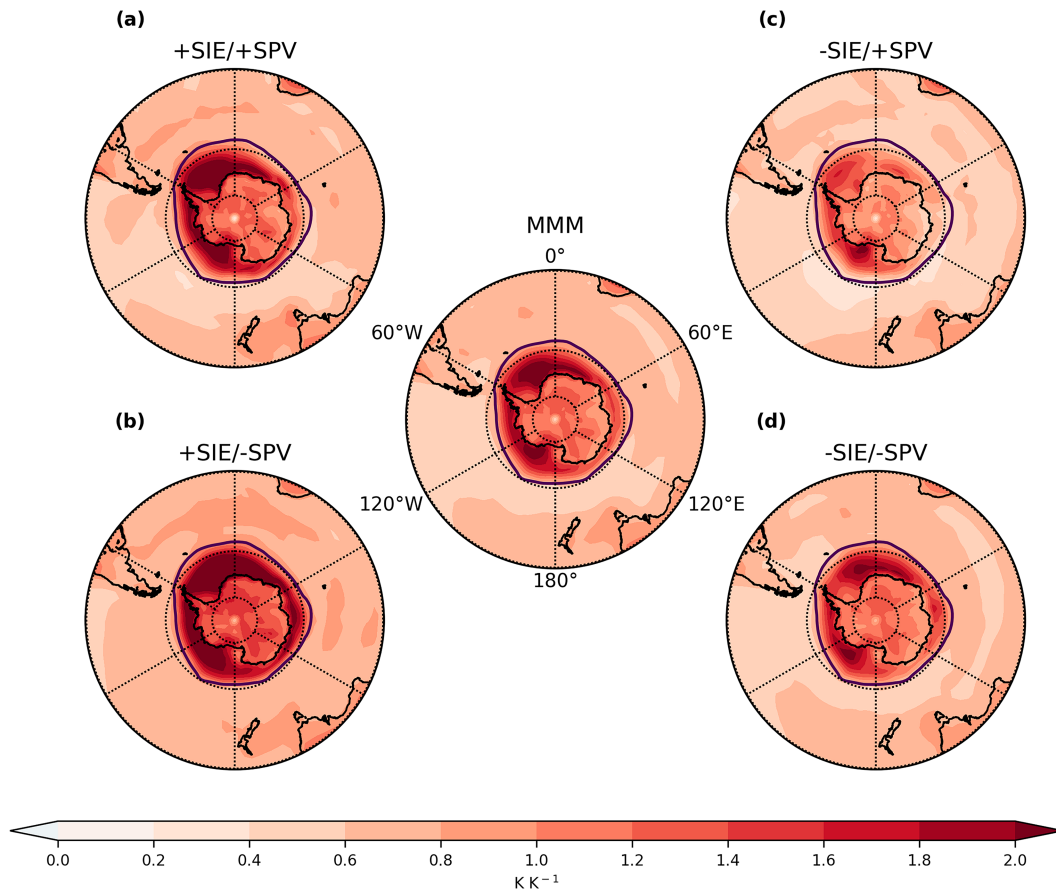 (a)
+SIE/+SPV
(c)
-SIE/+SPV
MMM
0°
60°W
60°E
120°W
120°E
180°
(b)
+SIE/-SPV
(d)
-SIE/-SPV
0.0 0.2 0.4 0.6 0.8 1.0 1.2 1.4 1.6 1.8 2.0
K K⁻¹